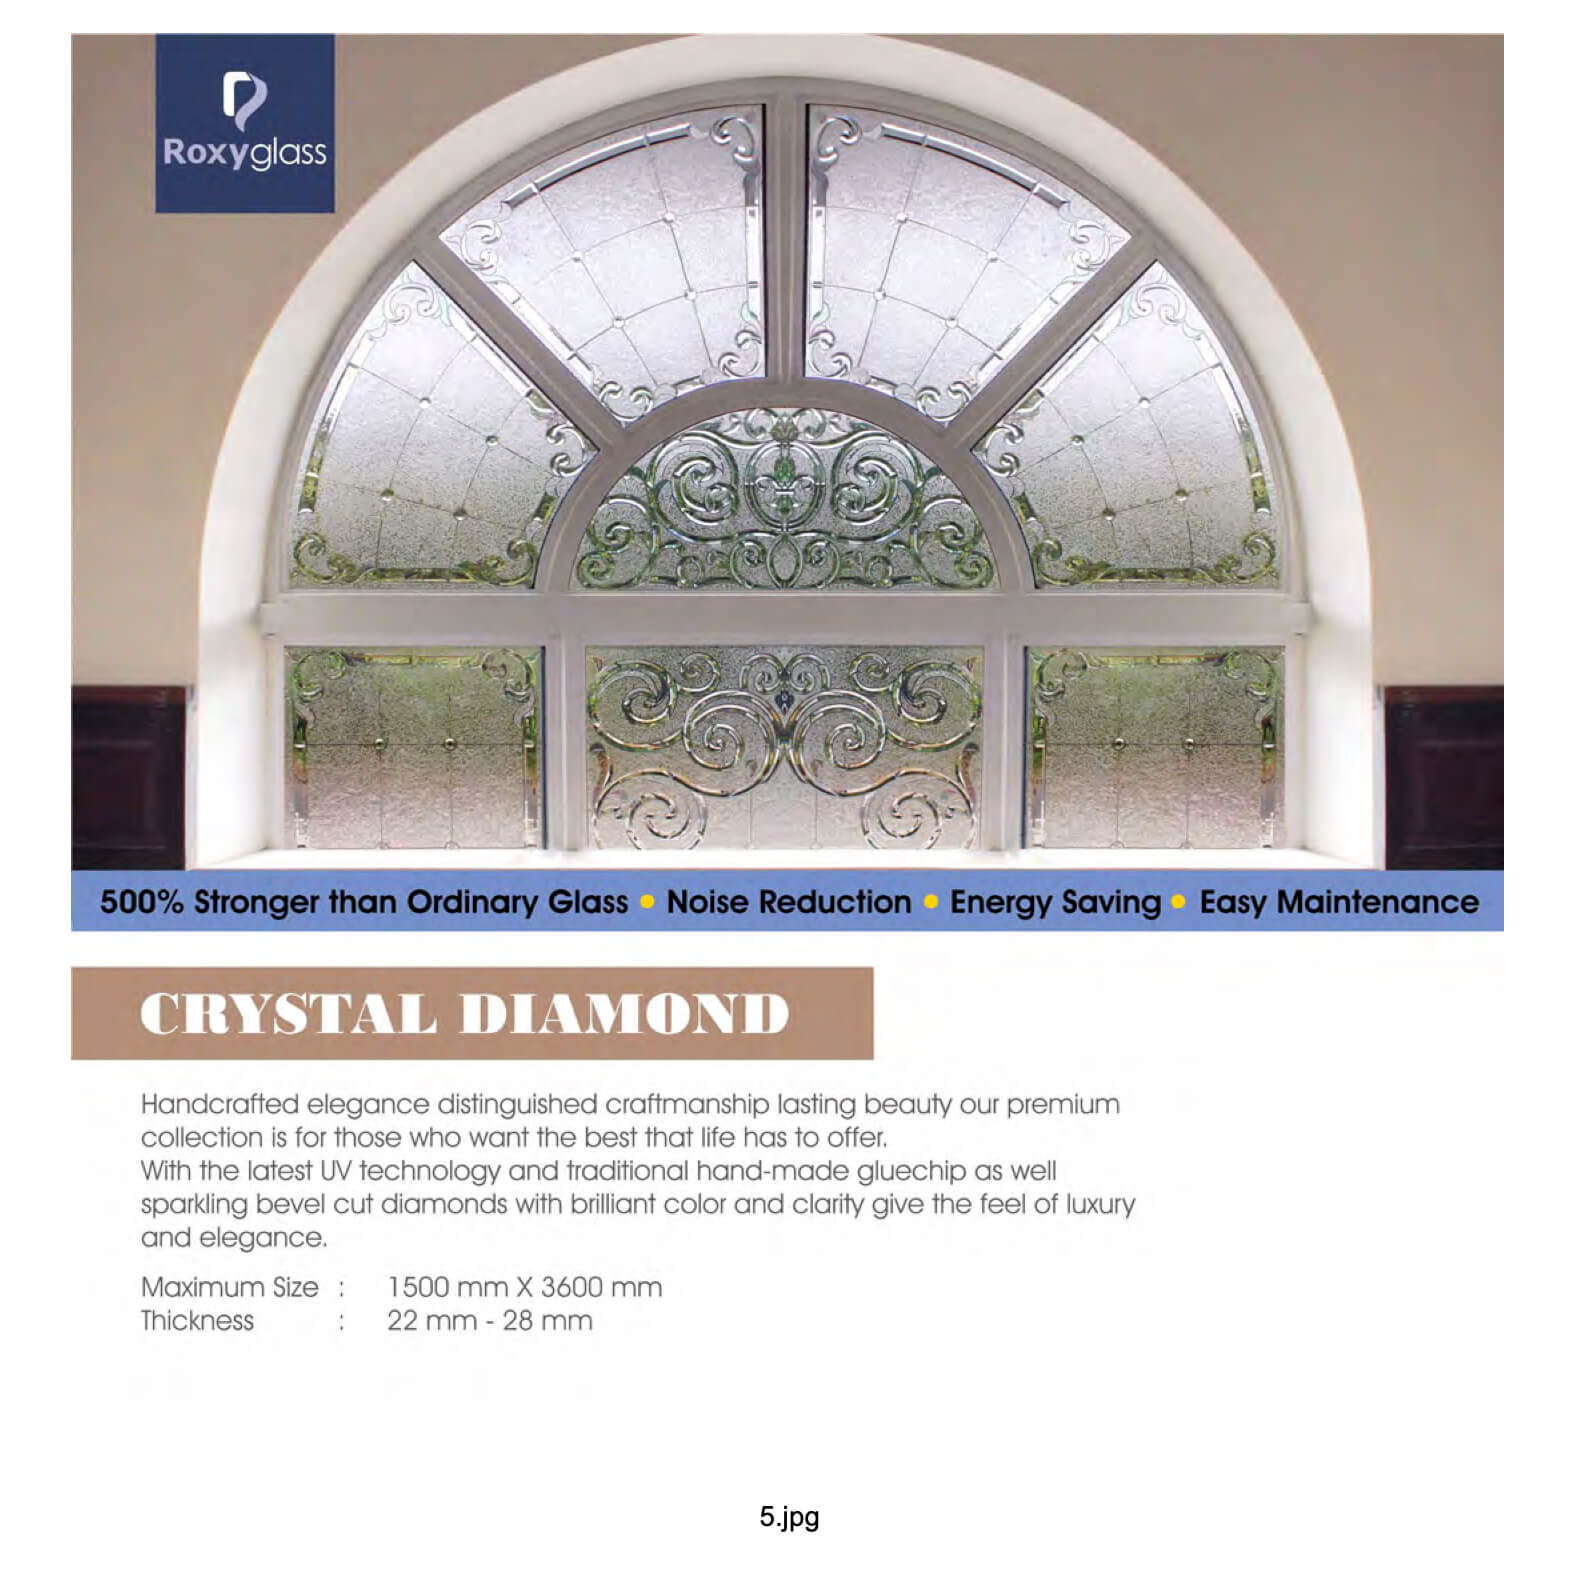 Roxyglass
500% Stronger than Ordinary Glass • Noise Reduction • Energy Saving • Easy Maintenance
CRYSTAL DIAMOND
Handcrafted elegance distinguished craftmanship lasting beauty our premium
collection is for those who want the best that life has to offer.
With the latest UV technology and traditional hand-made gluechip as well
sparkling bevel cut diamonds with brilliant color and clarity give the feel of luxury
and elegance.
Maximum Size : 1500 mm X 3600 mm
Thickness : 22 mm - 28 mm
5.jpg